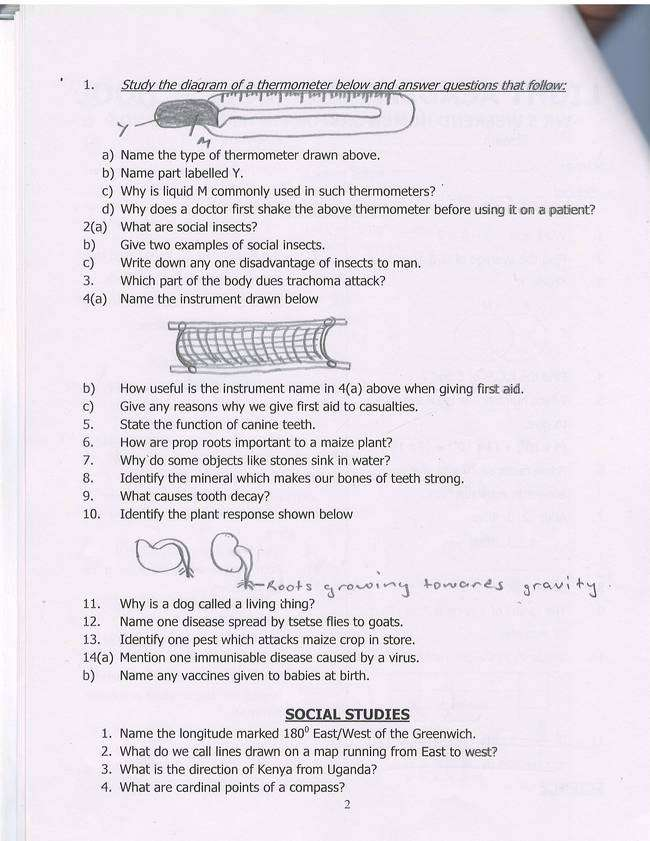 1. Study the diagram of a thermometer below and answer questions that follow:
Y
M
a) Name the type of thermometer drawn above.
b) Name part labelled Y.
c) Why is liquid M commonly used in such thermometers?
d) Why does a doctor first shake the above thermometer before using it on a patient?
2(a) What are social insects?
b) Give two examples of social insects.
c) Write down any one disadvantage of insects to man.
3. Which part of the body dues trachoma attack?
4(a) Name the instrument drawn below
b) How useful is the instrument name in 4(a) above when giving first aid.
c) Give any reasons why we give first aid to casualties.
5. State the function of canine teeth.
6. How are prop roots important to a maize plant?
7. Why do some objects like stones sink in water?
8. Identify the mineral which makes our bones of teeth strong.
9. What causes tooth decay?
10. Identify the plant response shown below
Roots growing towards gravity.
11. Why is a dog called a living thing?
12. Name one disease spread by tsetse flies to goats.
13. Identify one pest which attacks maize crop in store.
14(a) Mention one immunisable disease caused by a virus.
b) Name any vaccines given to babies at birth.
SOCIAL STUDIES
1. Name the longitude marked 180⁰ East/West of the Greenwich.
2. What do we call lines drawn on a map running from East to west?
3. What is the direction of Kenya from Uganda?
4. What are cardinal points of a compass?
2